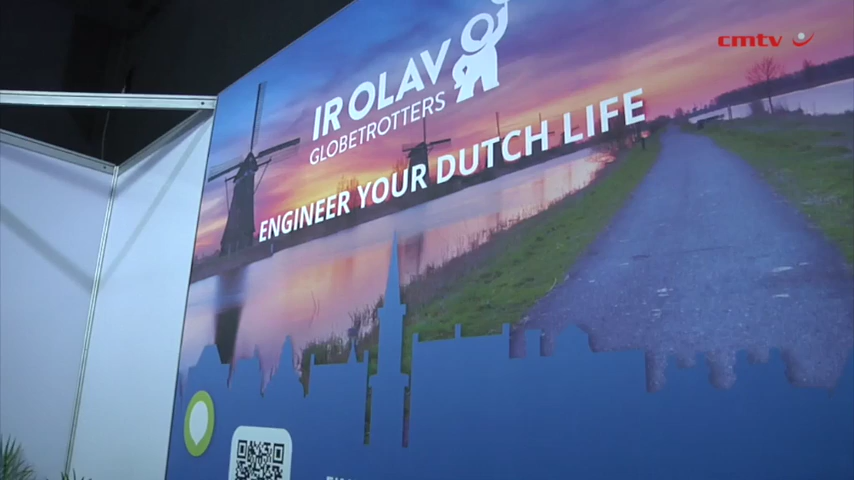 cmtv
IR OLAV
GLOBETROTTERS
ENGINEER YOUR DUTCH LIFE